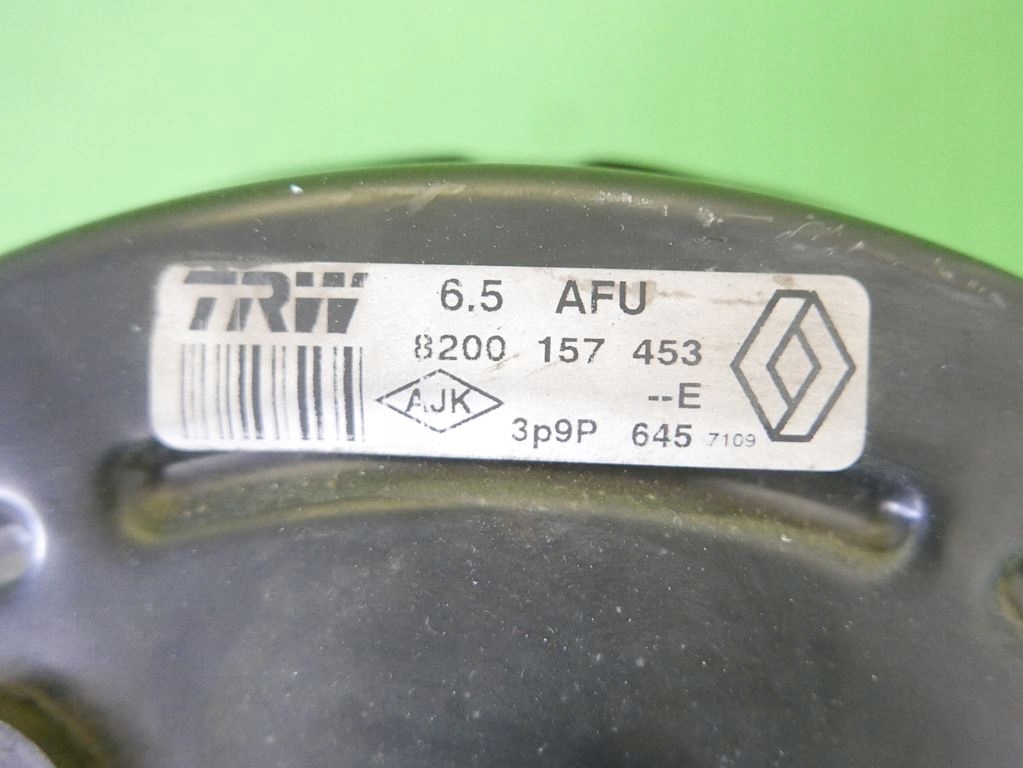 TRW
6.5 AFU
8200 157 453
AJK --E
3p9P 645 7109